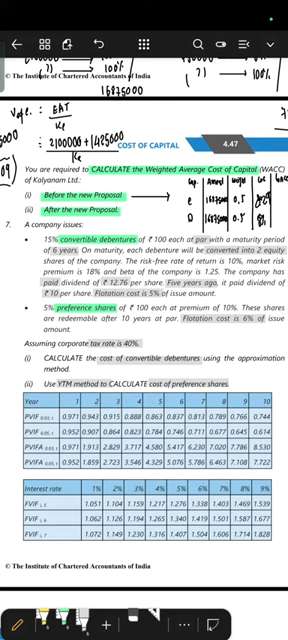 © The Institute of Chartered Accountants of India
→ 100%
→ 100%
16875000
EAT
Ke
2100000 + 1425000
Ke
COST OF CAPITAL
4.47
You are required to CALCULATE the Weighted Average Cost of Capital (WACC)
of Kalyanam Ltd.:
(i) Before the new Proposal
(ii) After the new Proposal.
Amount
0.5
0.5
7. A company issues:
• 15% convertible debentures of ₹ 100 each at par with a maturity period
of 6 years. On maturity, each debenture will be converted into 2 equity
shares of the company. The risk-free rate of return is 10%, market risk
premium is 18% and beta of the company is 1.25. The company has
paid dividend of ₹ 12.76 per share. Five years ago, it paid dividend of
₹ 10 per share. Flotation cost is 5% of issue amount.
• 5% preference shares of ₹ 100 each at premium of 10%. These shares
are redeemable after 10 years at par. Flotation cost is 6% of issue
amount.
Assuming corporate tax rate is 40%.
(i) CALCULATE the cost of convertible debentures using the approximation
method.
(ii) Use YTM method to CALCULATE cost of preference shares.
Year 1 2 3 4 5 6 7 8 9 10
PVIF 0.03, t 0.971 0.943 0.915 0.888 0.863 0.837 0.813 0.789 0.766 0.744
PVIF 0.05, t 0.952 0.907 0.864 0.823 0.784 0.746 0.711 0.677 0.645 0.614
PVIFA 0.03, t 0.971 1.913 2.829 3.717 4.580 5.417 6.230 7.020 7.786 8.530
PVIFA 0.05, t 0.952 1.859 2.723 3.546 4.329 5.076 5.786 6.463 7.108 7.722
Interest rate 1% 2% 3% 4% 5% 6% 7% 8% 9%
FVIF i, 5 1.051 1.104 1.159 1.217 1.276 1.338 1.403 1.469 1.539
FVIF i, 6 1.062 1.126 1.194 1.265 1.340 1.419 1.501 1.587 1.677
FVIF i, 7 1.072 1.149 1.230 1.316 1.407 1.504 1.606 1.714 1.828
© The Institute of Chartered Accountants of India